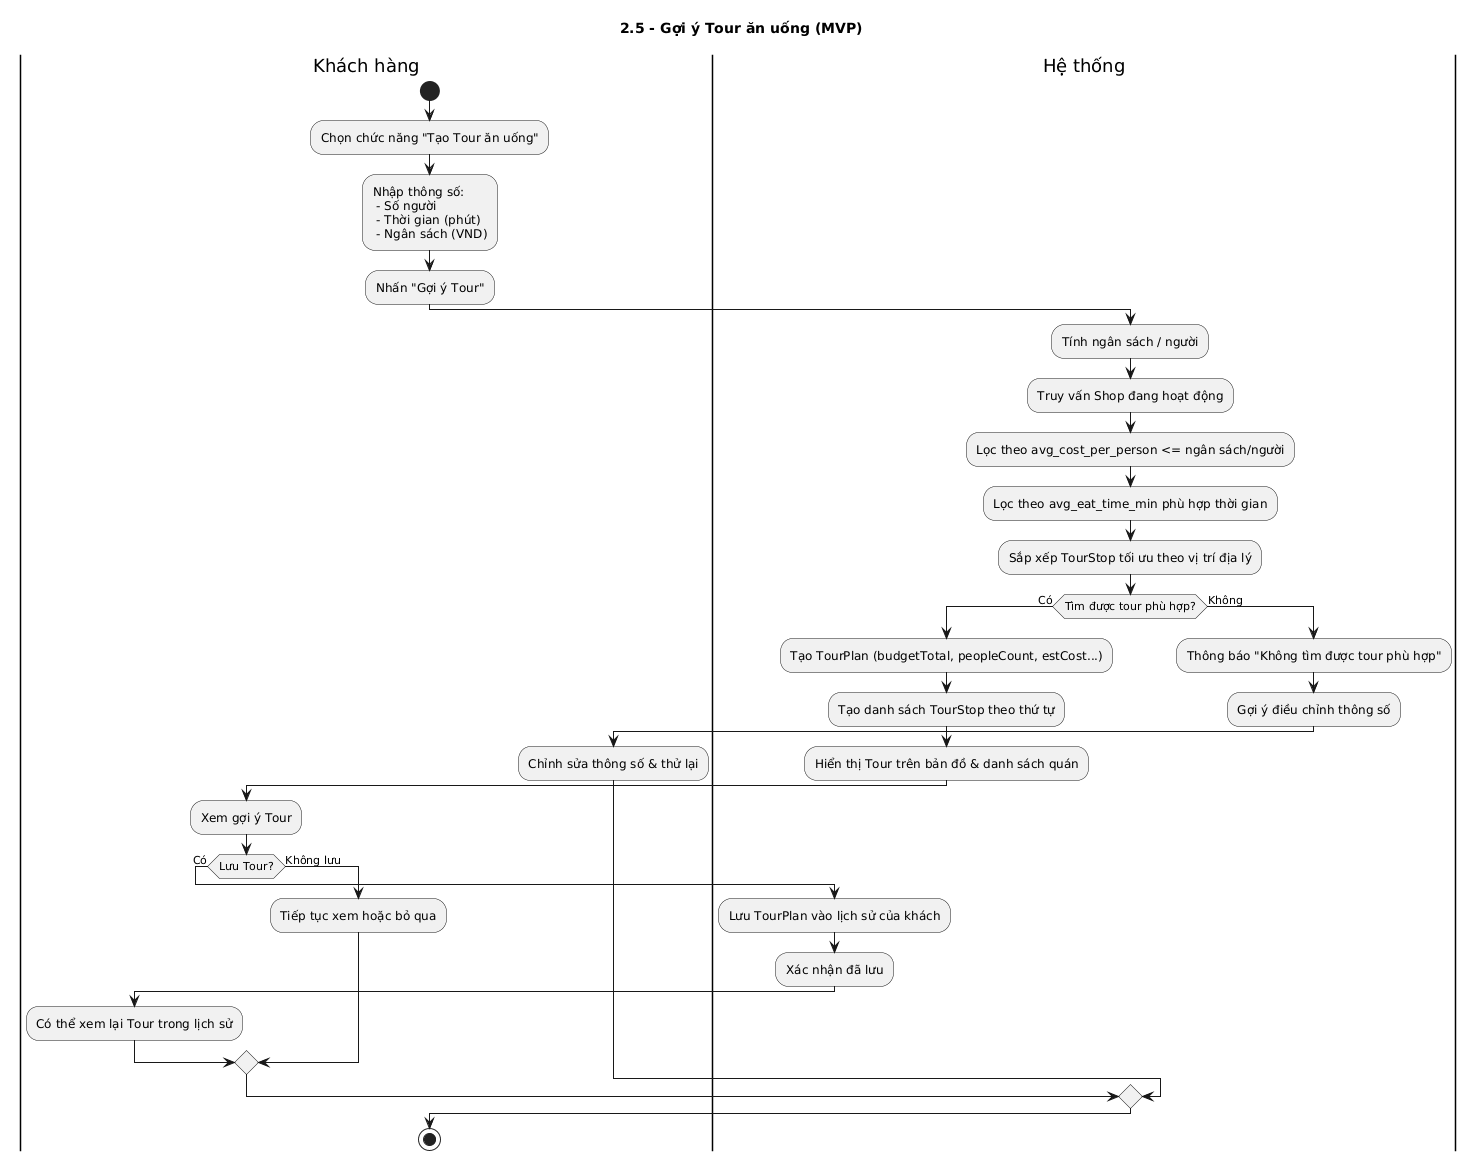 2.5 - Gợi ý Tour ăn uống (MVP)
Khách hàng
Hệ thống
Chọn chức năng "Tạo Tour ăn uống"
Nhập thông số:
- Số người
- Thời gian (phút)
- Ngân sách (VND)
Nhấn "Gợi ý Tour"
Tính ngân sách / người
Truy vấn Shop đang hoạt động
Lọc theo avg_cost_per_person <= ngân sách/người
Lọc theo avg_eat_time_min phù hợp thời gian
Sắp xếp TourStop tối ưu theo vị trí địa lý
Có
Tìm được tour phù hợp?
Không
Tạo TourPlan (budgetTotal, peopleCount, estCost...)
Thông báo "Không tìm được tour phù hợp"
Tạo danh sách TourStop theo thứ tự
Gợi ý điều chỉnh thông số
Chỉnh sửa thông số & thử lại
Hiển thị Tour trên bản đồ & danh sách quán
Xem gợi ý Tour
Có
Lưu Tour?
Không lưu
Tiếp tục xem hoặc bỏ qua
Lưu TourPlan vào lịch sử của khách
Xác nhận đã lưu
Có thể xem lại Tour trong lịch sử